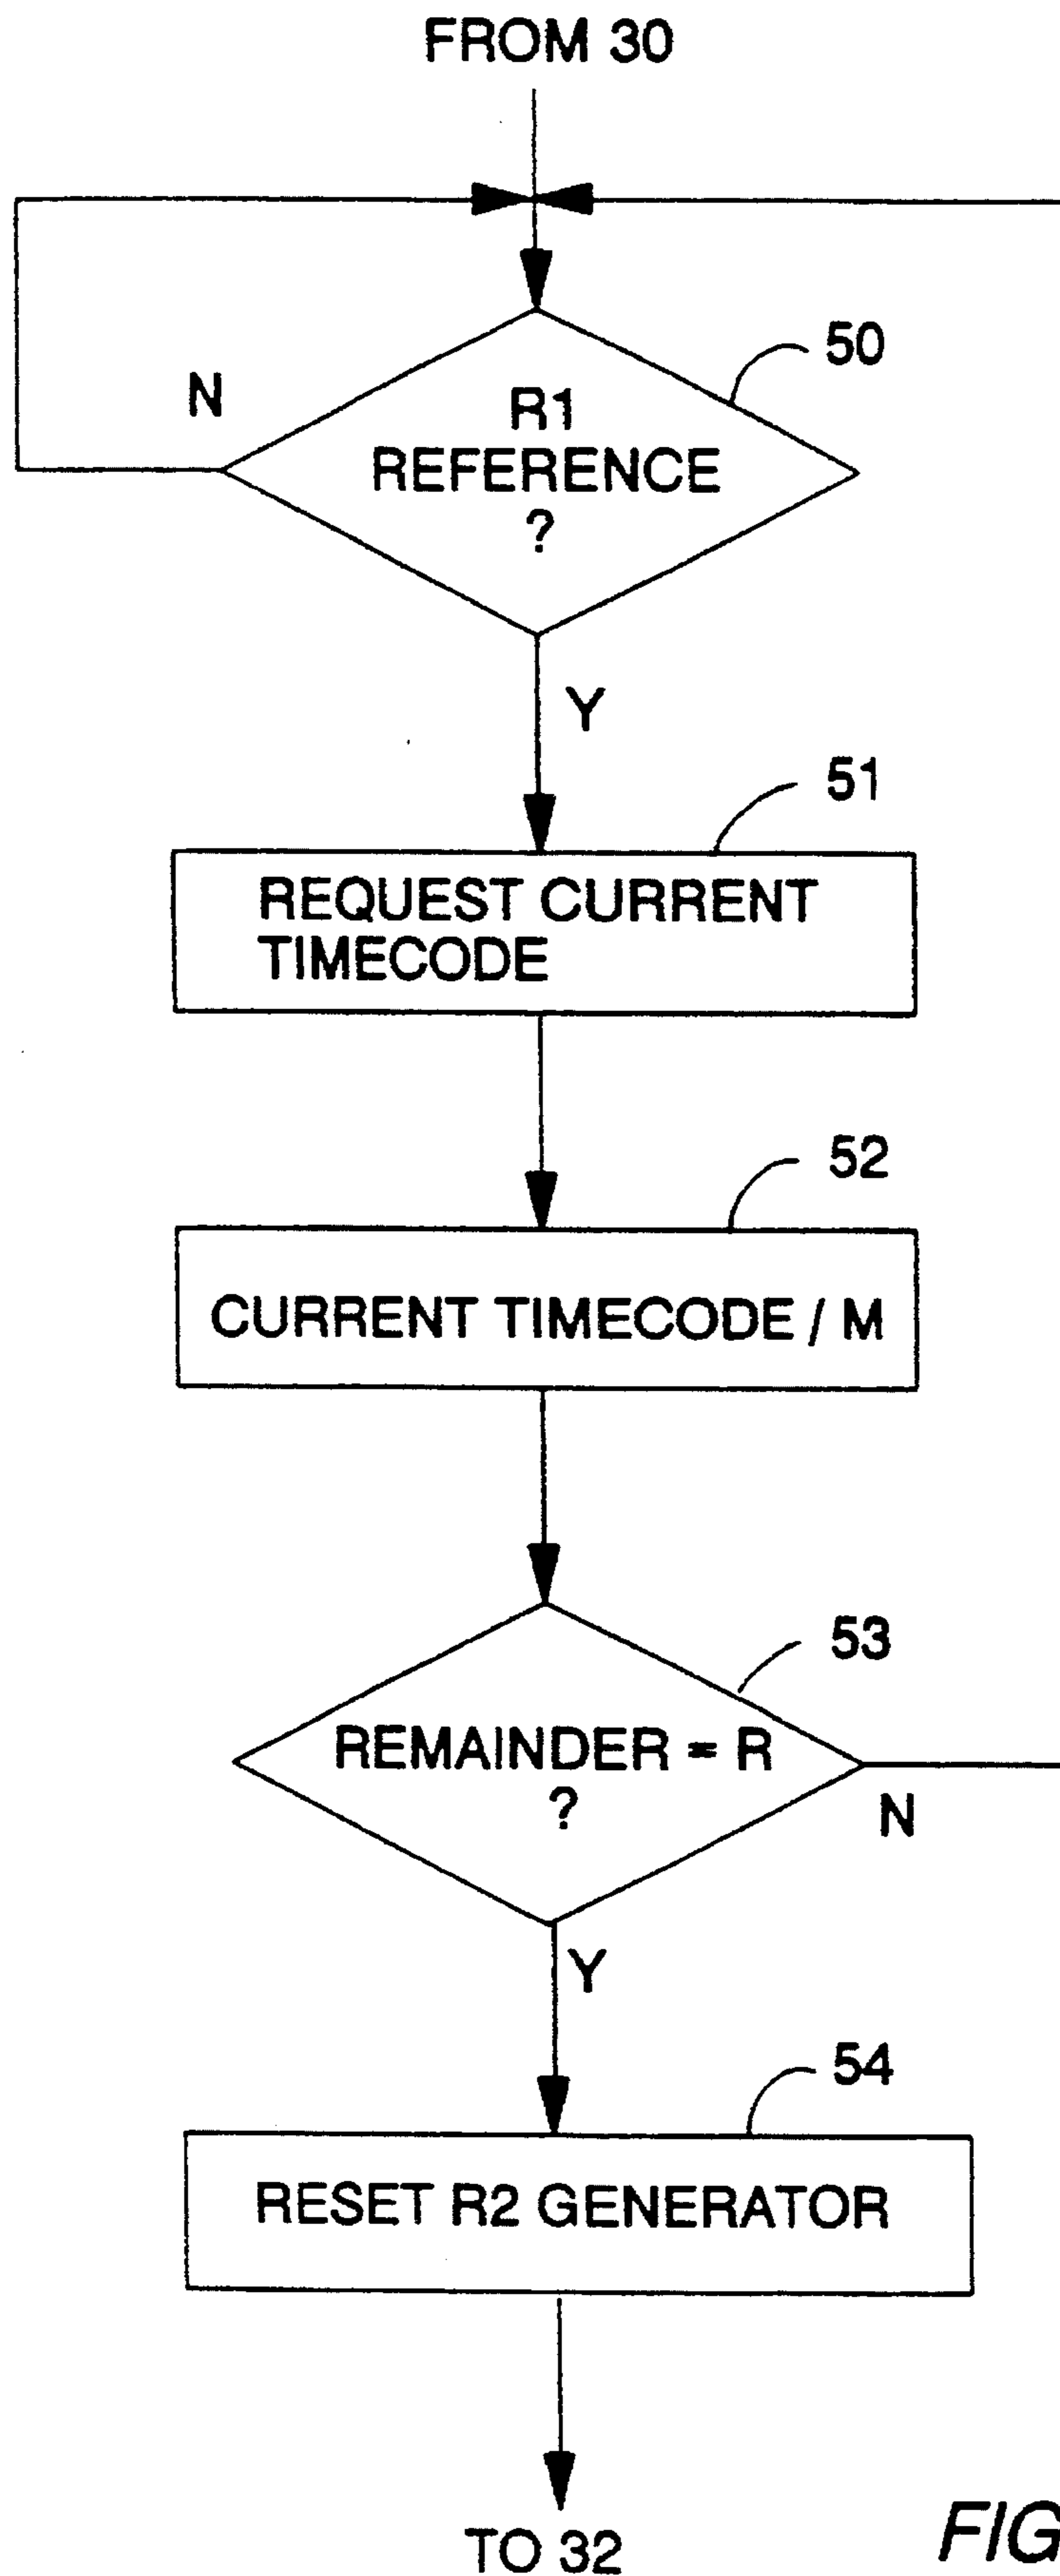 FROM 30
50
N
R1
REFERENCE
?
Y
51
REQUEST CURRENT
TIMECODE
52
CURRENT TIMECODE / M
53
REMAINDER = R
?
N
Y
54
RESET R2 GENERATOR
TO 32
FIG